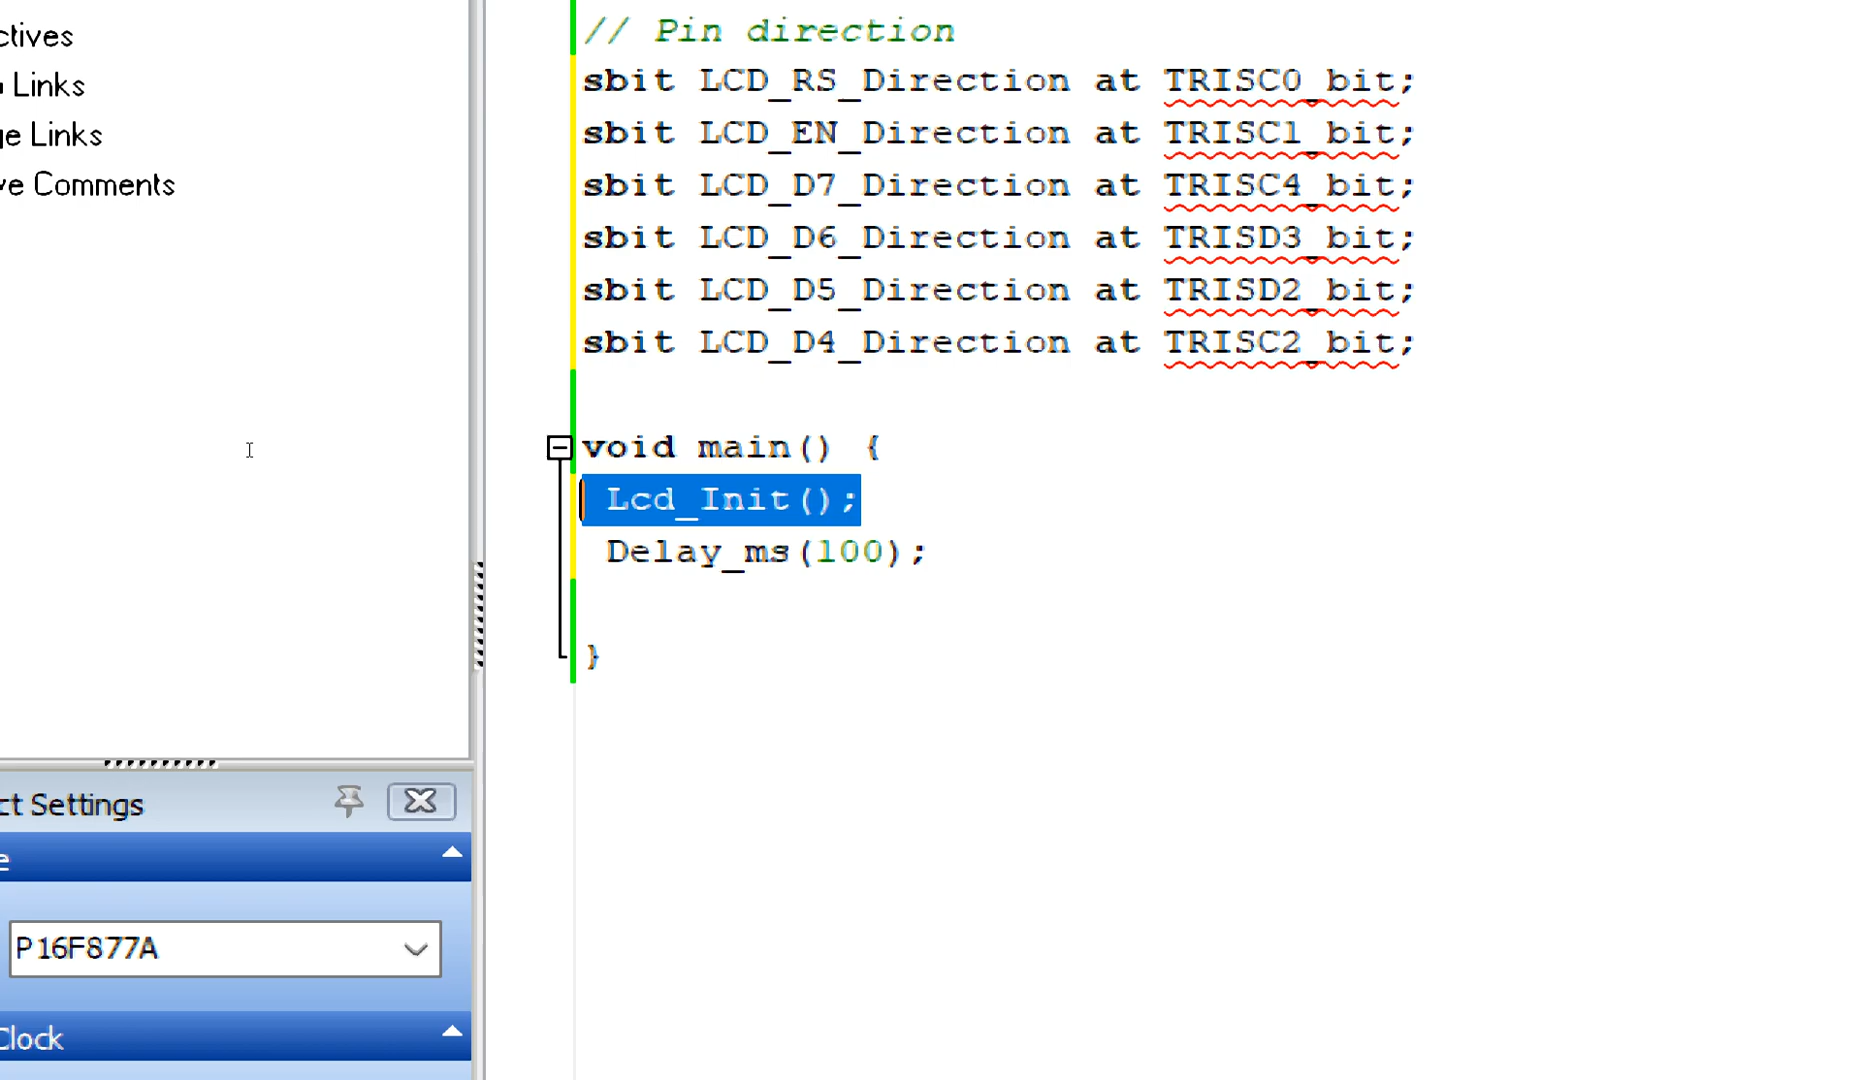 ctives
Links
ge Links
ve Comments
// Pin direction
sbit LCD_RS_Direction at TRISC0_bit;
sbit LCD_EN_Direction at TRISC1_bit;
sbit LCD_D7_Direction at TRISC4_bit;
sbit LCD_D6_Direction at TRISD3_bit;
sbit LCD_D5_Direction at TRISD2_bit;
sbit LCD_D4_Direction at TRISC2_bit;
void main() {
Lcd_Init();
Delay_ms(100);
}
ct Settings
e
P16F877A
Clock